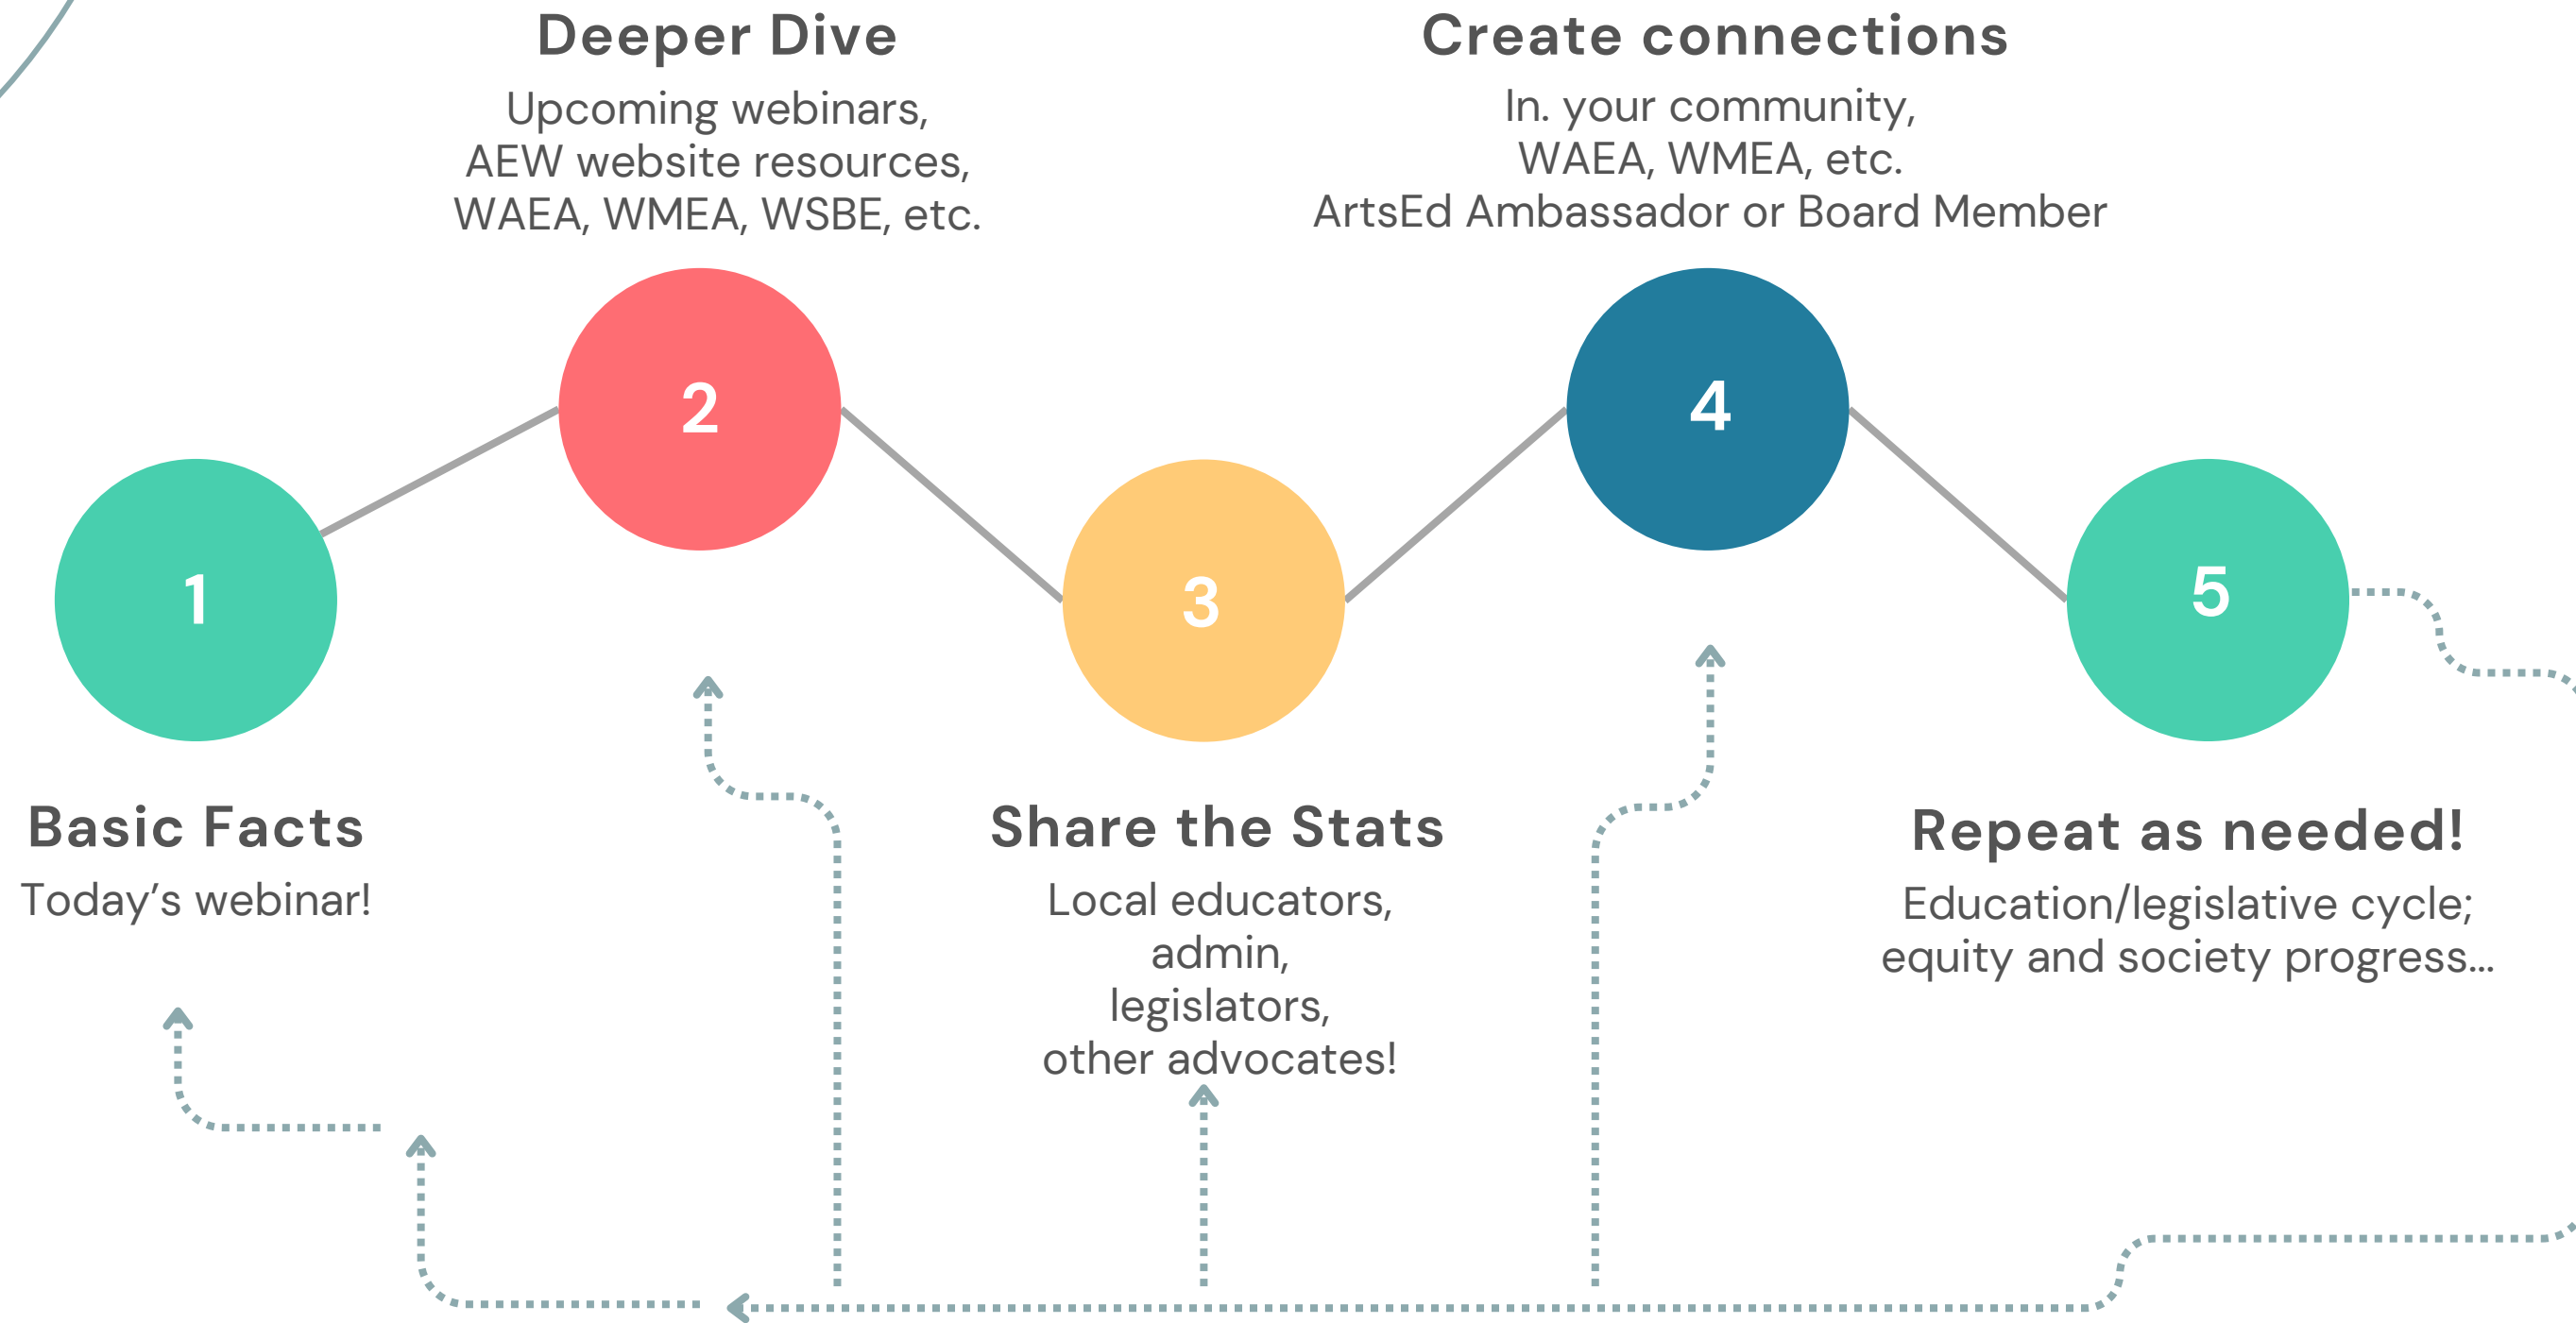 Deeper Dive
Upcoming webinars,
AEW website resources,
WAEA, WMEA, WSBE, etc.
Create connections
In. your community,
WAEA, WMEA, etc.
ArtsEd Ambassador or Board Member
1
2
3
4
5
Basic Facts
Today’s webinar!
Share the Stats
Local educators,
admin,
legislators,
other advocates!
Repeat as needed!
Education/legislative cycle;
equity and society progress...